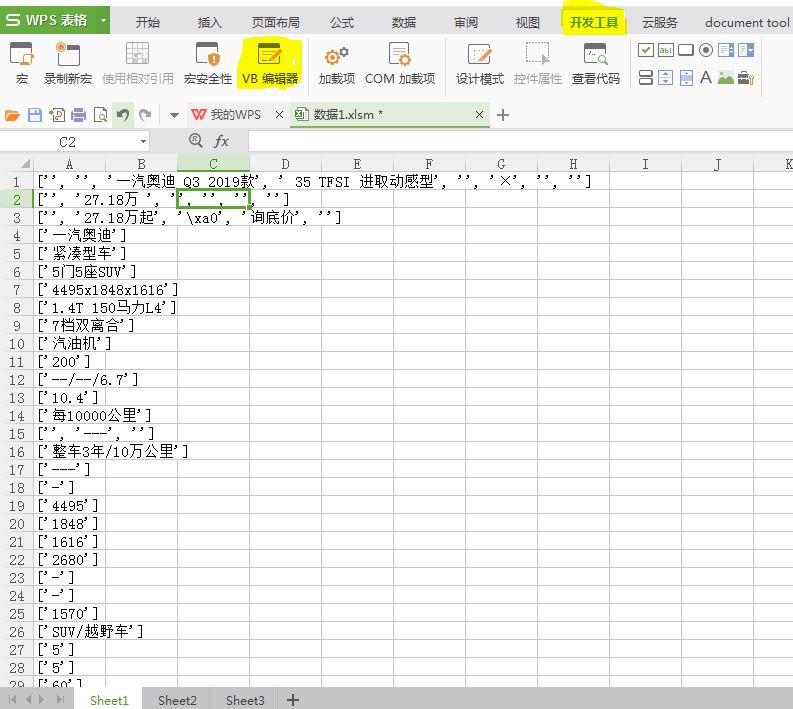 S WPS 表格 开始 插入 页面布局 公式 数据 审阅 视图 开发工具 云服务 document tool
宏 录制新宏 使用相对引用 宏安全性 VB 编辑器 加载项 COM 加载项 设计模式 控件属性 查看代码
我的WPS 数据1.xlsm *
C2 fx
A B C D E F G H I J K
1 ['', '', '一汽奥迪 Q3 2019款', ' 35 TFSI 进取动感型', '', '×', '', '']
2 ['', '27.18万 ', '', '', '', '']
3 ['', '27.18万起', '\xa0', '询底价', '']
4 ['一汽奥迪']
5 ['紧凑型车']
6 ['5门5座SUV']
7 ['4495x1848x1616']
8 ['1.4T 150马力L4']
9 ['7档双离合']
10 ['汽油机']
11 ['200']
12 ['--/--/6.7']
13 ['10.4']
14 ['每10000公里']
15 ['', '---', '']
16 ['整车3年/10万公里']
17 ['---']
18 ['-']
19 ['4495']
20 ['1848']
21 ['1616']
22 ['2680']
23 ['-']
24 ['-']
25 ['1570']
26 ['SUV/越野车']
27 ['5']
28 ['5']
29 ['60']
Sheet1 Sheet2 Sheet3